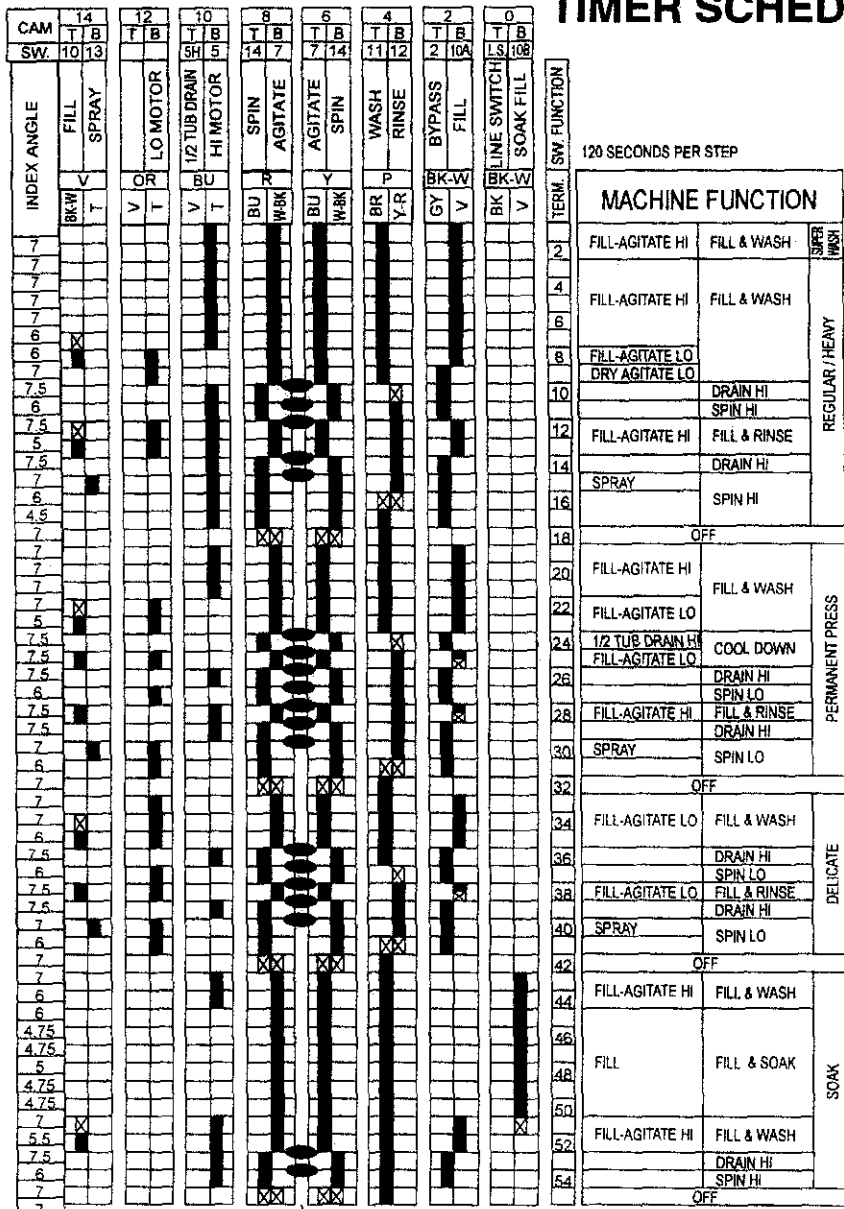 TIMER SCHED
CAM 14 12 10 8 6 4 2 0
T B T B T B T B T B T B T B T B
SW. 10 13 5H 5 14 7 7 14 11 12 2 10A L.S. 10B
INDEX ANGLE
FILL
SPRAY
LO MOTOR
1/2 TUB DRAIN
HI MOTOR
SPIN
AGITATE
AGITATE
SPIN
WASH
RINSE
BYPASS
FILL
LINE SWITCH
SOAK FILL
SW. FUNCTION
TERM.
V OR BU R Y P BK-W BK-W
BK-W T V T V T BU W-BK BU W-BK BR Y-R GY V BK V
120 SECONDS PER STEP
MACHINE FUNCTION
7
7
7
7
7
6
6
7
7.5
6
7.5
5
7.5
7
6
4.5
7
7
7
7
7
5
7.5
7.5
7.5
6
7.5
7.5
7
6
7
7
7
6
7.5
6
7.5
7.5
7
6
7
7
6
6
4.75
4.75
5
4.75
4.75
7
5.5
7.5
6
7
2 FILL-AGITATE HI FILL & WASH
SUPER WASH
4
FILL-AGITATE HI FILL & WASH
6
8 FILL-AGITATE LO
DRY AGITATE LO
10 DRAIN HI
SPIN HI
12 FILL-AGITATE HI FILL & RINSE
14 DRAIN HI
SPRAY
16 SPIN HI
REGULAR / HEAVY
18 OFF
20 FILL-AGITATE HI
FILL & WASH
22 FILL-AGITATE LO
24 1/2 TUB DRAIN HI COOL DOWN
FILL-AGITATE LO
26 DRAIN HI
SPIN LO
28 FILL-AGITATE HI FILL & RINSE
DRAIN HI
30 SPRAY SPIN LO
PERMANENT PRESS
32 OFF
34 FILL-AGITATE LO FILL & WASH
36 DRAIN HI
SPIN LO
38 FILL-AGITATE LO FILL & RINSE
DRAIN HI
40 SPRAY SPIN LO
DELICATE
42 OFF
44 FILL-AGITATE HI FILL & WASH
46
FILL FILL & SOAK
48
50
52 FILL-AGITATE HI FILL & WASH
DRAIN HI
54 SPIN HI
SOAK
OFF